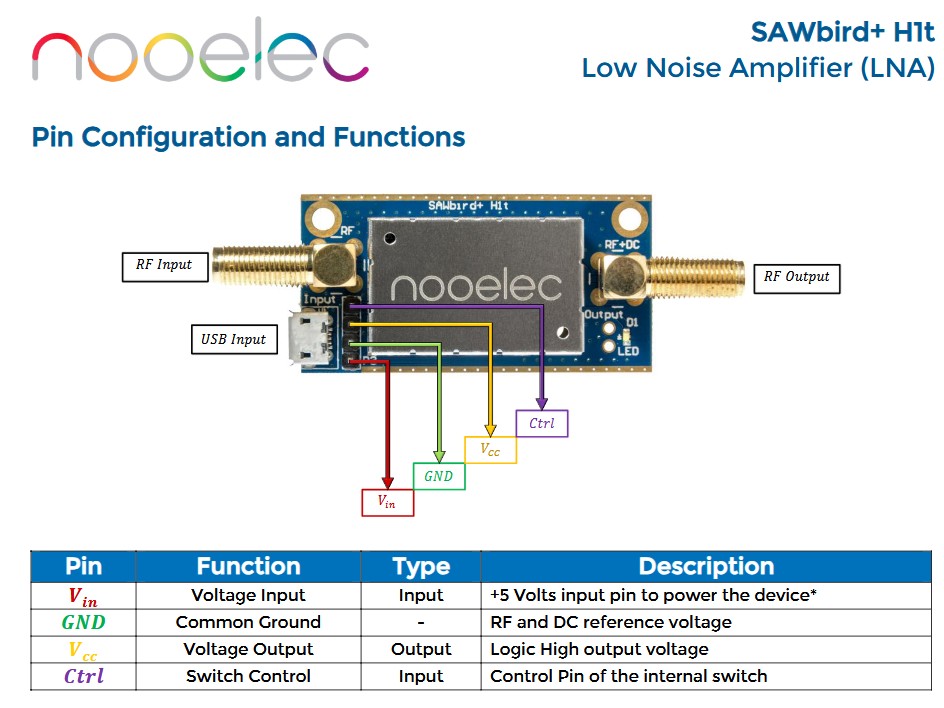 nooelec
SAWbird+ H1t
Low Noise Amplifier (LNA)
Pin Configuration and Functions
SAWbird+ H1t
RF
RF+DC
RF Input
nooelec
RF Output
Input
Output
D1
USB Input
LED
Ctrl
Vcc
GND
Vin
Pin Function Type Description
Vin Voltage Input Input +5 Volts input pin to power the device*
GND Common Ground - RF and DC reference voltage
Vcc Voltage Output Output Logic High output voltage
Ctrl Switch Control Input Control Pin of the internal switch